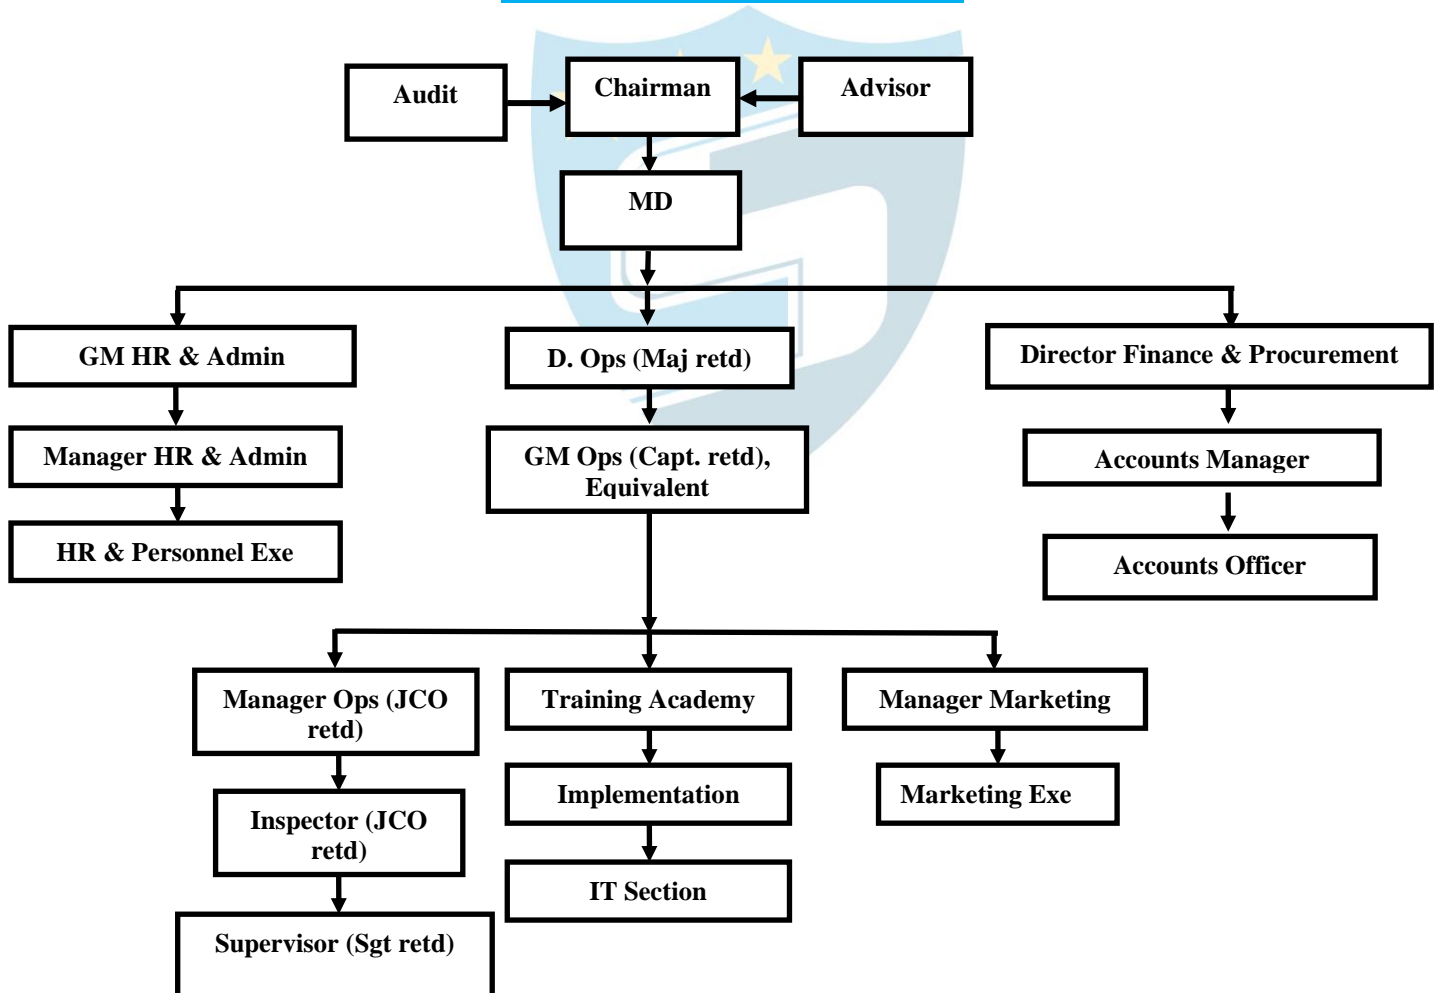 Audit
Chairman
Advisor
MD
GM HR & Admin
D. Ops (Maj retd)
Director Finance & Procurement
Manager HR & Admin
GM Ops (Capt. retd),
Equivalent
Accounts Manager
HR & Personnel Exe
Accounts Officer
Manager Ops (JCO
retd)
Training Academy
Manager Marketing
Inspector (JCO
retd)
Implementation
Marketing Exe
IT Section
Supervisor (Sgt retd)